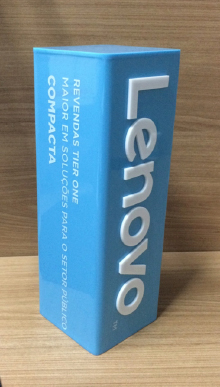 REVENDAS TIER ONE
MAIOR EM SOLUÇÕES PARA O SETOR PÚBLICO
COMPACTA
Lenovo